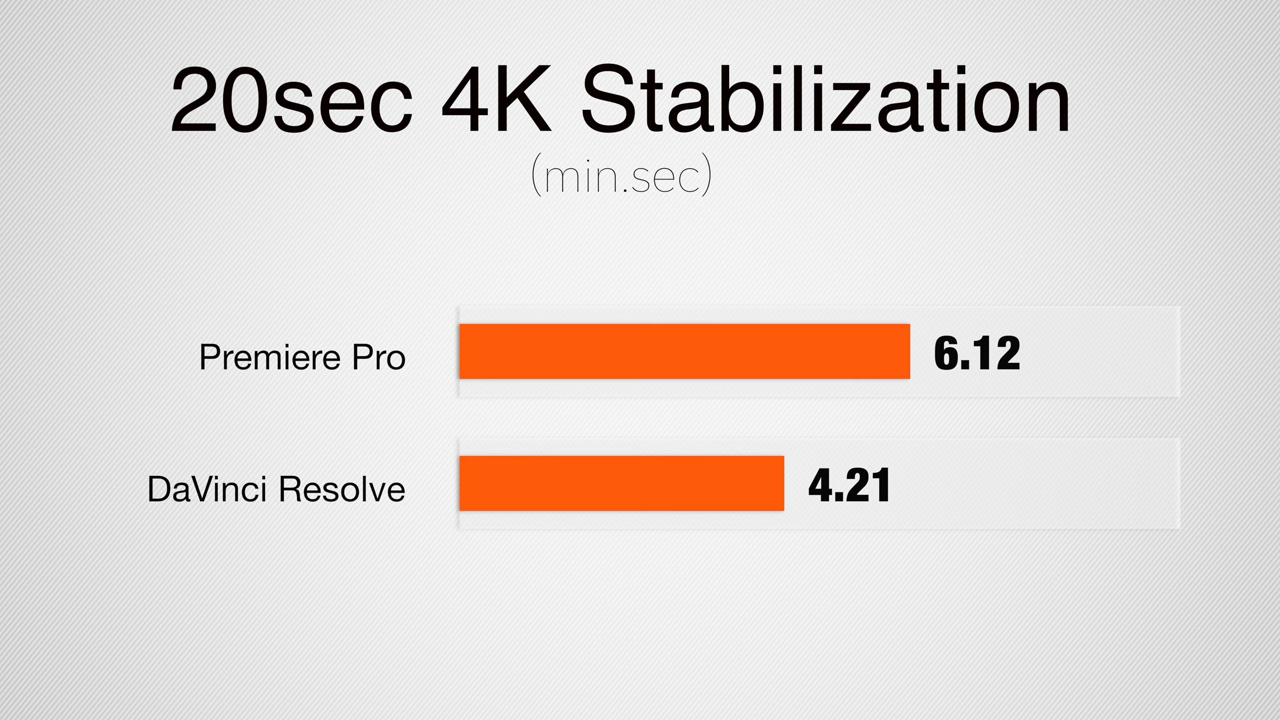 20sec 4K Stabilization
(min.sec)
Premiere Pro 6.12
DaVinci Resolve 4.21